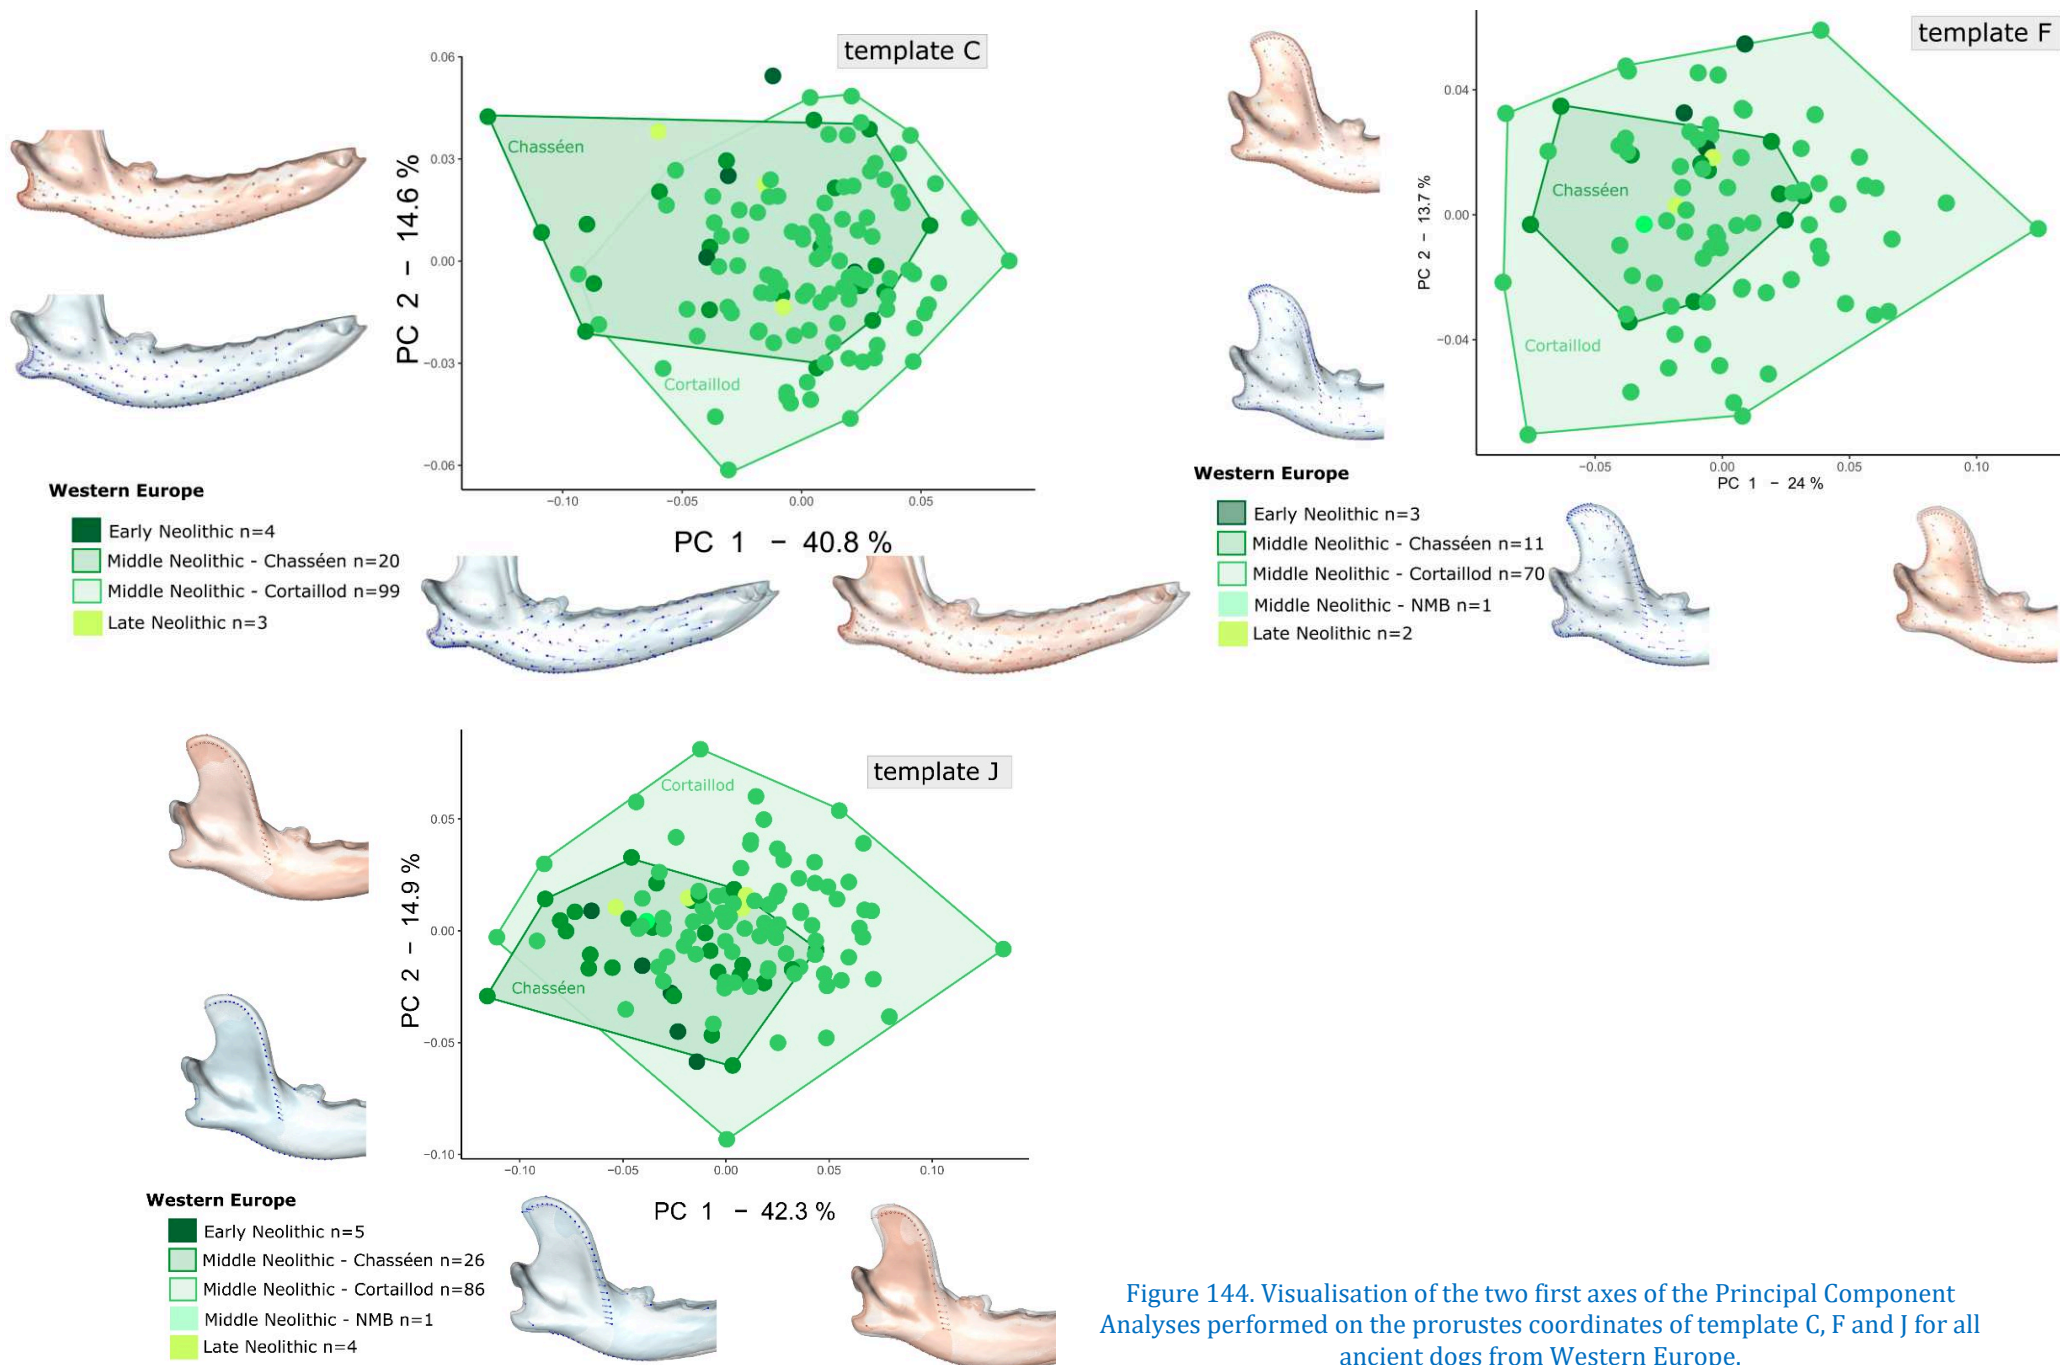 template C
0.06
0.03
0.00
−0.03
−0.06
PC 2 − 14.6 %
Chasséen
Cortaillod
−0.10
−0.05
0.00
0.05
PC 1 − 40.8 %
Western Europe
Early Neolithic n=4
Middle Neolithic - Chasséen n=20
Middle Neolithic - Cortaillod n=99
Late Neolithic n=3
template F
0.04
0.00
−0.04
PC 2 − 13.7 %
Chasséen
Cortaillod
−0.05
0.00
0.05
0.10
PC 1 − 24 %
Western Europe
Early Neolithic n=3
Middle Neolithic - Chasséen n=11
Middle Neolithic - Cortaillod n=70
Middle Neolithic - NMB n=1
Late Neolithic n=2
template J
0.05
0.00
−0.05
−0.10
PC 2 − 14.9 %
Cortaillod
Chasséen
−0.10
−0.05
0.00
0.05
0.10
PC 1 − 42.3 %
Western Europe
Early Neolithic n=5
Middle Neolithic - Chasséen n=26
Middle Neolithic - Cortaillod n=86
Middle Neolithic - NMB n=1
Late Neolithic n=4
Figure 144. Visualisation of the two first axes of the Principal Component
Analyses performed on the prorustes coordinates of template C, F and J for all
ancient dogs from Western Europe.